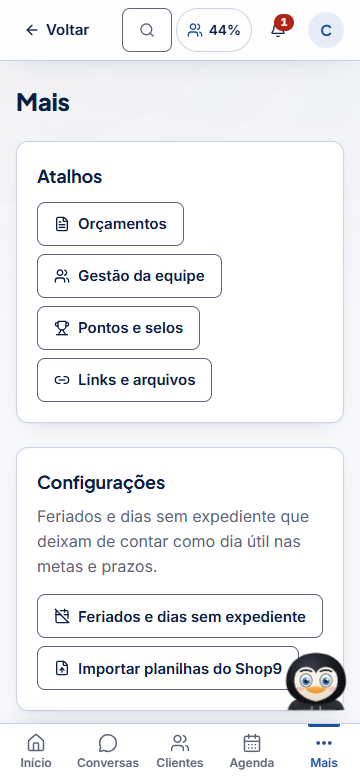 Voltar
44%
1
C
Mais
Atalhos
Orçamentos
Gestão da equipe
Pontos e selos
Links e arquivos
Configurações
Feriados e dias sem expediente que
deixam de contar como dia útil nas
metas e prazos.
Feriados e dias sem expediente
Importar planilhas do Shop9
Início
Conversas
Clientes
Agenda
Mais